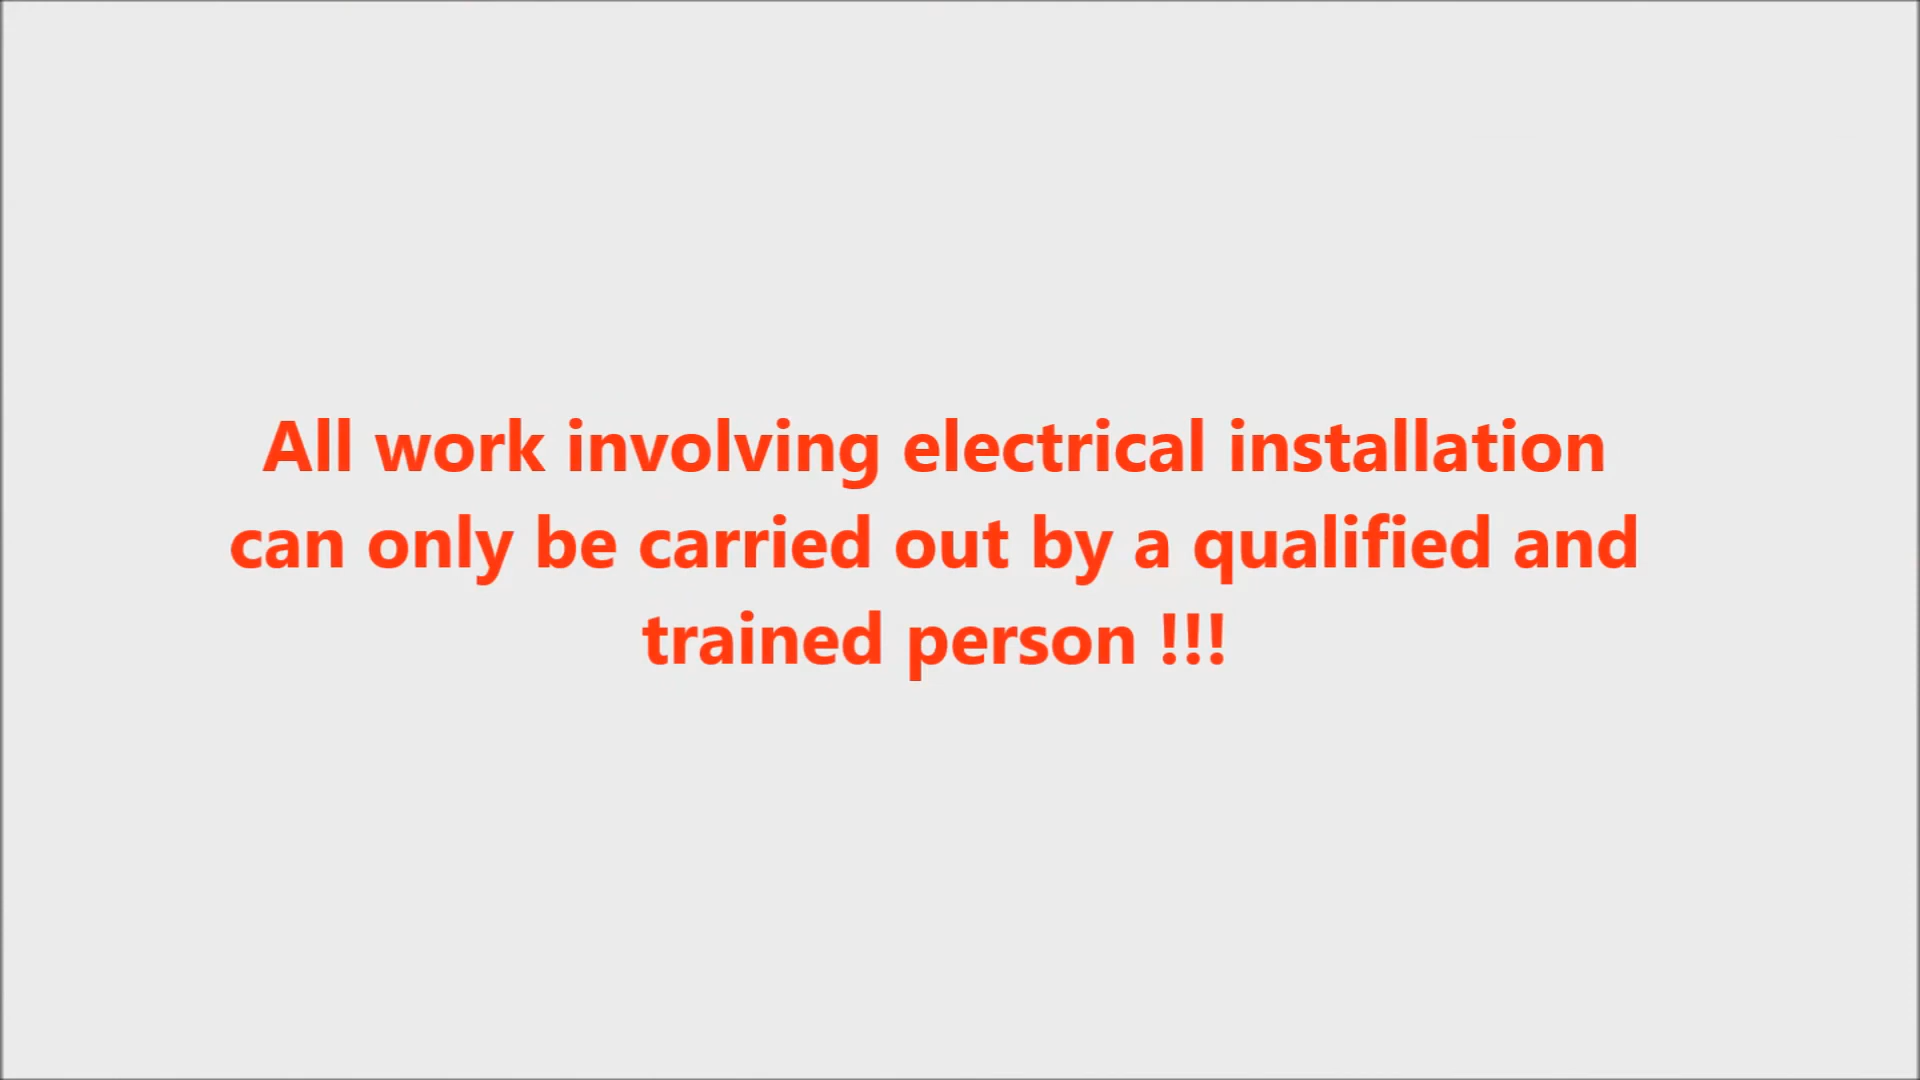 All work involving electrical installation
can only be carried out by a qualified and
trained person !!!